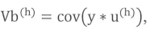 Vb⁽ʰ⁾ = cov(y * u⁽ʰ⁾),